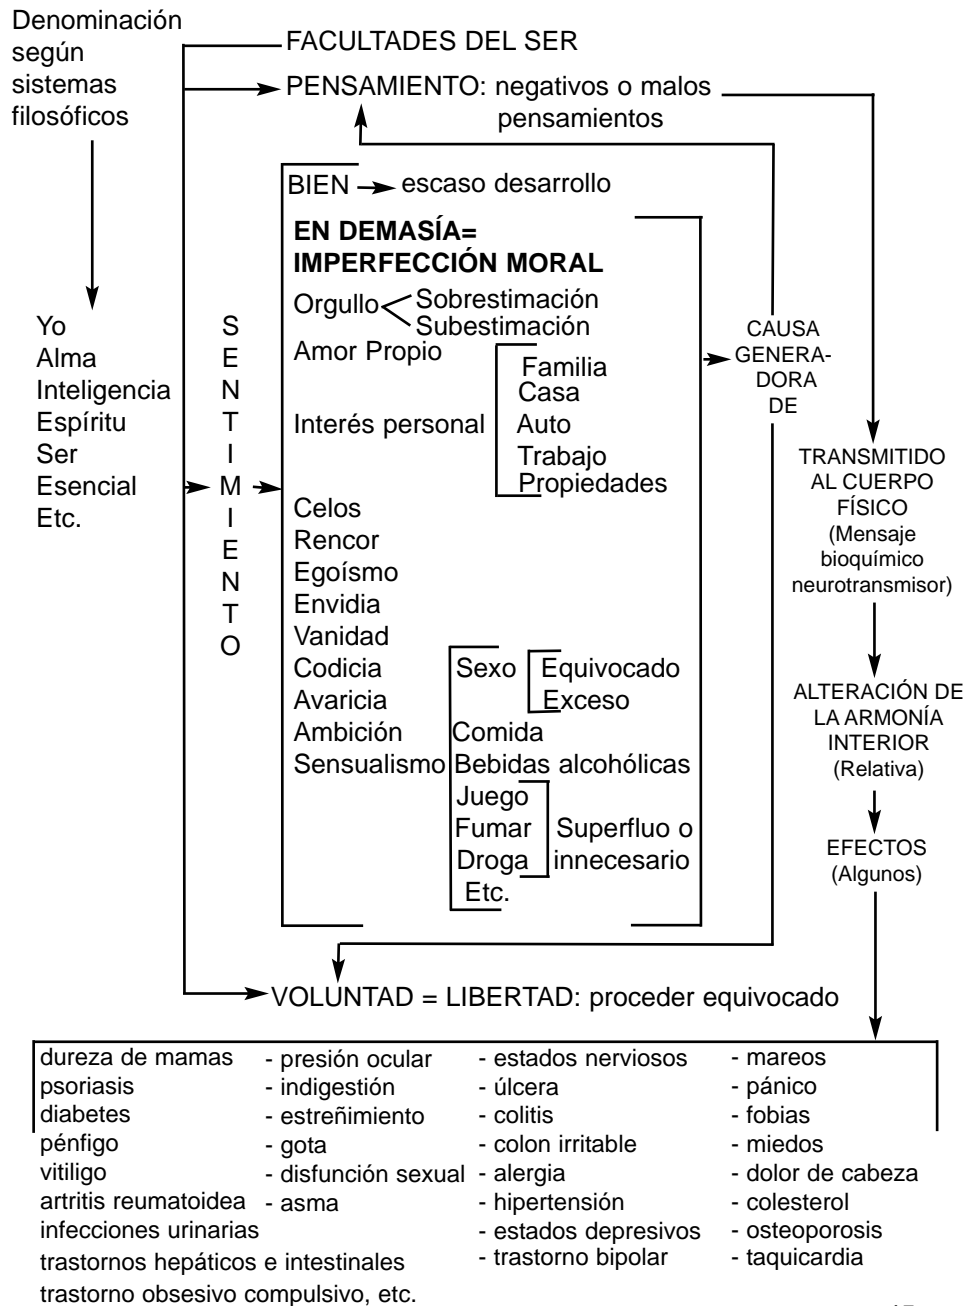 Denominación
según
sistemas
filosóficos
FACULTADES DEL SER
PENSAMIENTO: negativos o malos
pensamientos
BIEN escaso desarrollo
EN DEMASÍA=
IMPERFECCIÓN MORAL
Orgullo
Sobrestimación
Subestimación
Amor Propio
Interés personal
Familia
Casa
Auto
Trabajo
Propiedades
Celos
Rencor
Egoísmo
Envidia
Vanidad
Codicia
Avaricia
Ambición
Sensualismo
Sexo
Equivocado
Exceso
Comida
Bebidas alcohólicas
Juego
Fumar
Droga
Etc.
Superfluo o
innecesario
Yo
Alma
Inteligencia
Espíritu
Ser
Esencial
Etc.
S
E
N
T
I
M
I
E
N
T
O
CAUSA
GENERA-
DORA
DE
TRANSMITIDO
AL CUERPO
FÍSICO
(Mensaje
bioquímico
neurotransmisor)
ALTERACIÓN DE
LA ARMONÍA
INTERIOR
(Relativa)
EFECTOS
(Algunos)
VOLUNTAD = LIBERTAD: proceder equivocado
dureza de mamas
psoriasis
diabetes
pénfigo
vitiligo
artritis reumatoidea
infecciones urinarias
trastornos hepáticos e intestinales
trastorno obsesivo compulsivo, etc.
- presión ocular
- indigestión
- estreñimiento
- gota
- disfunción sexual
- asma
- estados nerviosos
- úlcera
- colitis
- colon irritable
- alergia
- hipertensión
- estados depresivos
- trastorno bipolar
- mareos
- pánico
- fobias
- miedos
- dolor de cabeza
- colesterol
- osteoporosis
- taquicardia